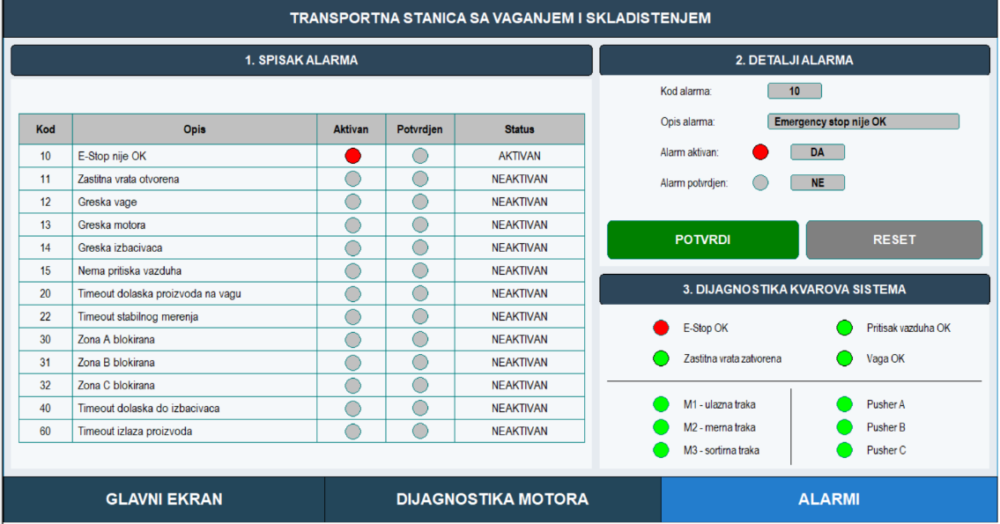 TRANSPORTNA STANICA SA VAGANJEM I SKLADISTENJEM
1. SPISAK ALARMA
Kod Opis Aktivan Potvrdjen Status
10 E-Stop nije OK AKTIVAN
11 Zastitna vrata otvorena NEAKTIVAN
12 Greska vage NEAKTIVAN
13 Greska motora NEAKTIVAN
14 Greska izbacivaca NEAKTIVAN
15 Nema pritiska vazduha NEAKTIVAN
20 Timeout dolaska proizvoda na vagu NEAKTIVAN
22 Timeout stabilnog merenja NEAKTIVAN
30 Zona A blokirana NEAKTIVAN
31 Zona B blokirana NEAKTIVAN
32 Zona C blokirana NEAKTIVAN
40 Timeout dolaska do izbacivaca NEAKTIVAN
60 Timeout izlaza proizvoda NEAKTIVAN
2. DETALJI ALARMA
Kod alarma: 10
Opis alarma: Emergency stop nije OK
Alarm aktivan: DA
Alarm potvrdjen: NE
POTVRDI RESET
3. DIJAGNOSTIKA KVAROVA SISTEMA
E-Stop OK Pritisak vazduha OK
Zastitna vrata zatvorena Vaga OK
M1 - ulazna traka Pusher A
M2 - merna traka Pusher B
M3 - sortirna traka Pusher C
GLAVNI EKRAN DIJAGNOSTIKA MOTORA ALARMI